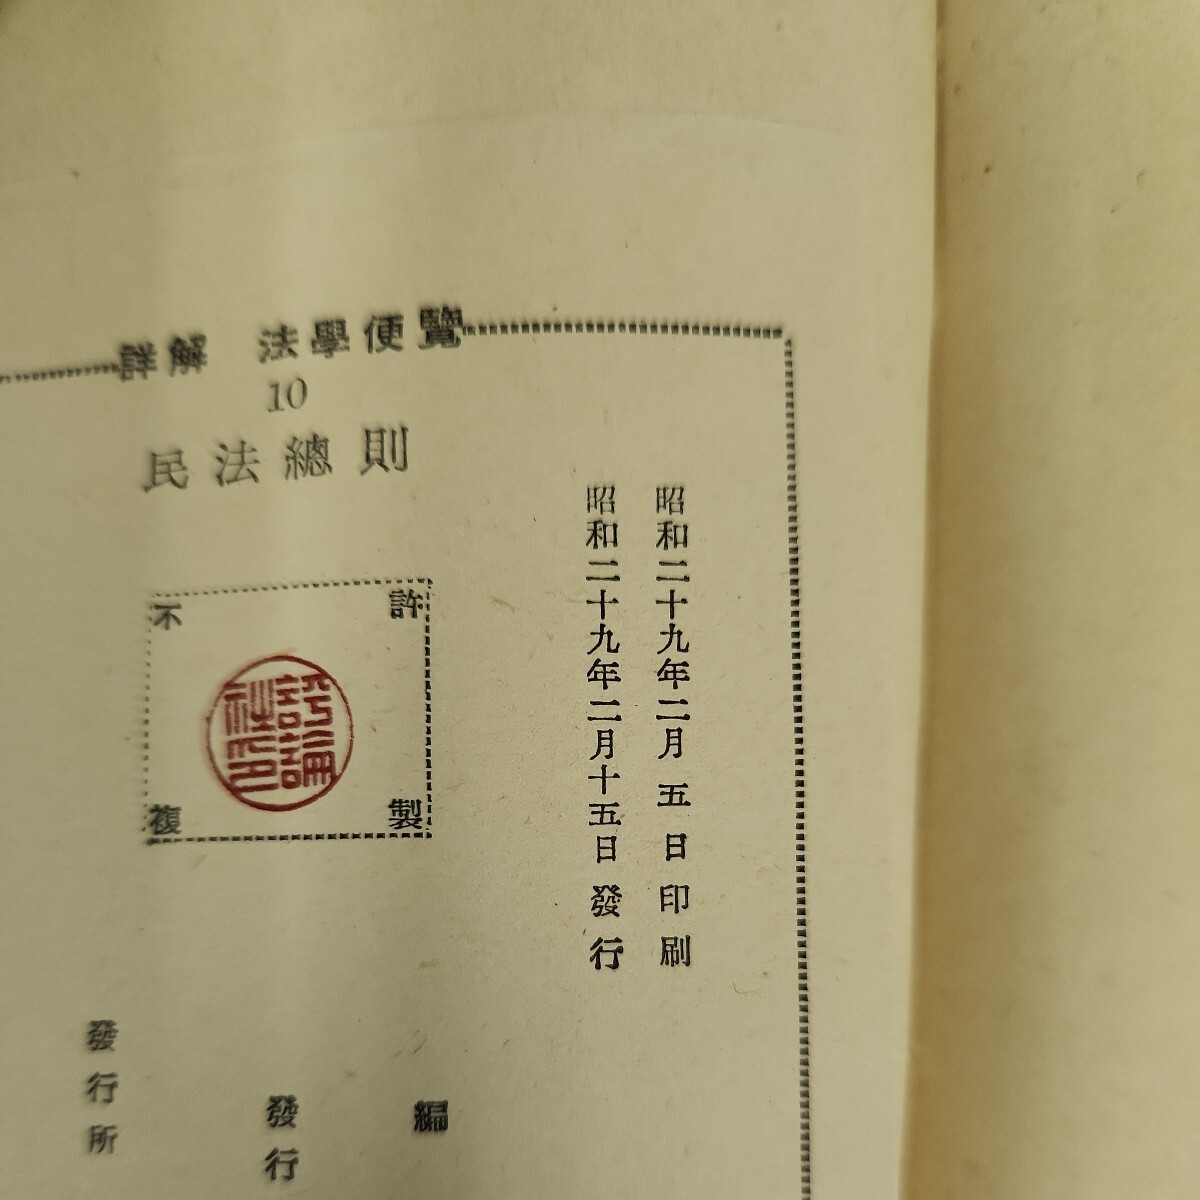 詳解 法學便覽
10
民法總則
昭和二十九年二月五日印刷
昭和二十九年二月十五日發行
不許
複製
編
發行
發行所